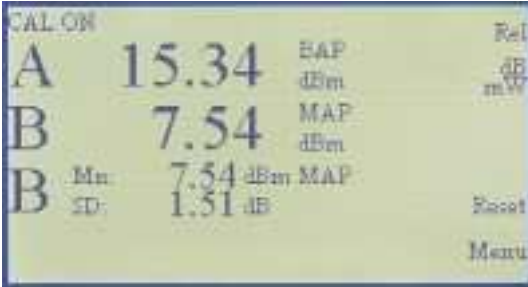 CAL ON
Rel
A 15.34 BAP dBm
dB
mW
B 7.54 MAP dBm
B Mn: 7.54 dBm MAP
SD: 1.51 dB
Reset
Menu